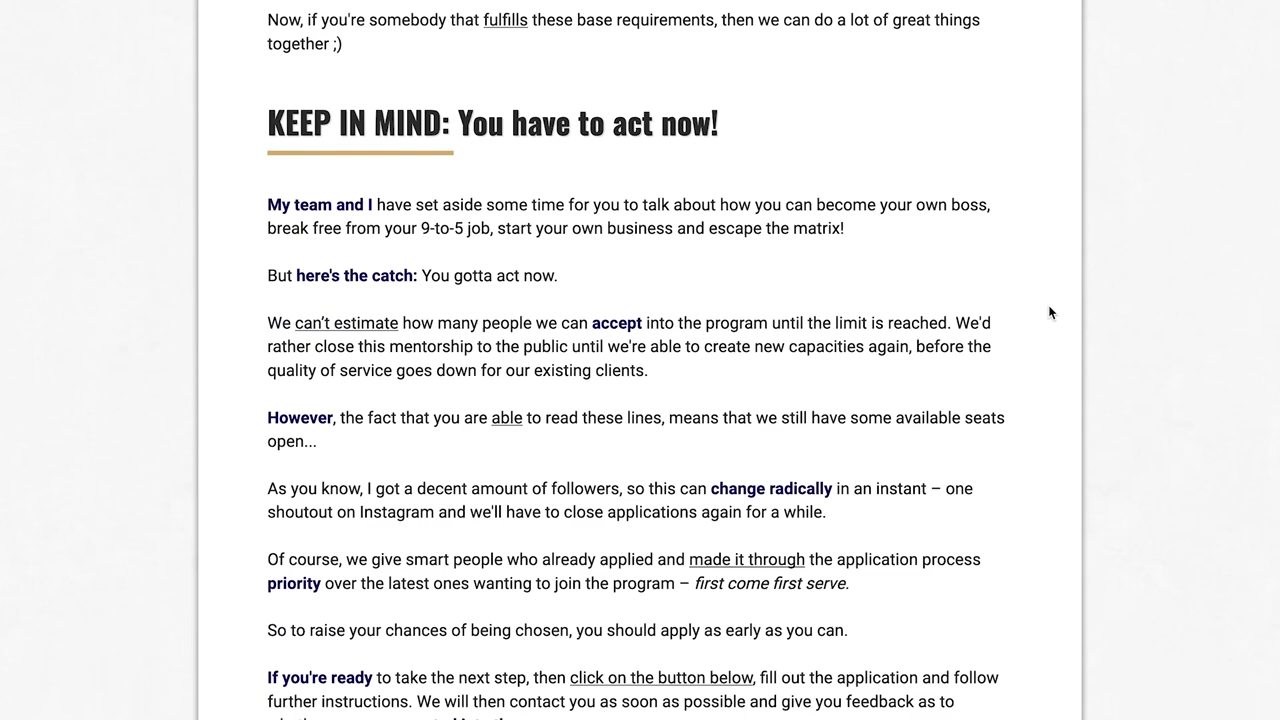 Now, if you're somebody that fulfills these base requirements, then we can do a lot of great things
together ;)
KEEP IN MIND: You have to act now!
My team and I have set aside some time for you to talk about how you can become your own boss,
break free from your 9-to-5 job, start your own business and escape the matrix!
But here's the catch: You gotta act now.
We can't estimate how many people we can accept into the program until the limit is reached. We'd
rather close this mentorship to the public until we're able to create new capacities again, before the
quality of service goes down for our existing clients.
However, the fact that you are able to read these lines, means that we still have some available seats
open...
As you know, I got a decent amount of followers, so this can change radically in an instant – one
shoutout on Instagram and we'll have to close applications again for a while.
Of course, we give smart people who already applied and made it through the application process
priority over the latest ones wanting to join the program – first come first serve.
So to raise your chances of being chosen, you should apply as early as you can.
If you're ready to take the next step, then click on the button below, fill out the application and follow
further instructions. We will then contact you as soon as possible and give you feedback as to